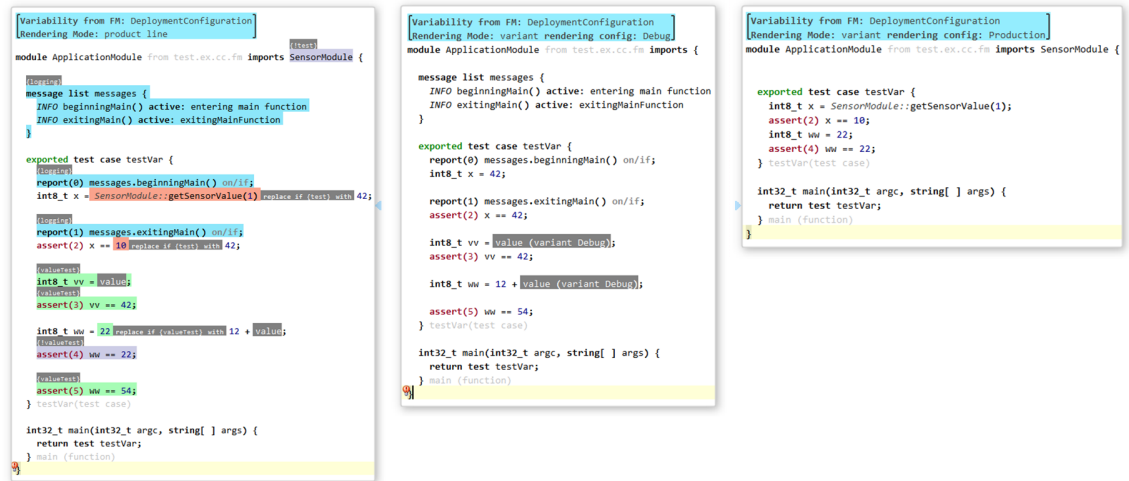 Variability from FM: DeploymentConfiguration
Rendering Mode: product line
{!test}
module ApplicationModule from test.ex.cc.fm imports SensorModule {
{logging}
message list messages {
INFO beginningMain() active: entering main function
INFO exitingMain() active: exitingMainFunction
}
exported test case testVar {
{logging}
report(0) messages.beginningMain() on/if;
int8_t x = SensorModule::getSensorValue(1) replace if {test} with 42;
{logging}
report(1) messages.exitingMain() on/if;
assert(2) x == 10 replace if {test} with 42;
{valueTest}
int8_t vv = value;
{valueTest}
assert(3) vv == 42;
int8_t ww = 22 replace if {valueTest} with 12 + value;
{!valueTest}
assert(4) ww == 22;
{valueTest}
assert(5) ww == 54;
} testVar(test case)
int32_t main(int32_t argc, string[ ] args) {
return test testVar;
} main (function)
}
Variability from FM: DeploymentConfiguration
Rendering Mode: variant rendering config: Debug
module ApplicationModule from test.ex.cc.fm imports {
message list messages {
INFO beginningMain() active: entering main function
INFO exitingMain() active: exitingMainFunction
}
exported test case testVar {
report(0) messages.beginningMain() on/if;
int8_t x = 42;
report(1) messages.exitingMain() on/if;
assert(2) x == 42;
int8_t vv = value (variant Debug);
assert(3) vv == 42;
int8_t ww = 12 + value (variant Debug);
assert(5) ww == 54;
} testVar(test case)
int32_t main(int32_t argc, string[ ] args) {
return test testVar;
} main (function)
}
Variability from FM: DeploymentConfiguration
Rendering Mode: variant rendering config: Production
module ApplicationModule from test.ex.cc.fm imports SensorModule {
exported test case testVar {
int8_t x = SensorModule::getSensorValue(1);
assert(2) x == 10;
int8_t ww = 22;
assert(4) ww == 22;
} testVar(test case)
int32_t main(int32_t argc, string[ ] args) {
return test testVar;
} main (function)
}